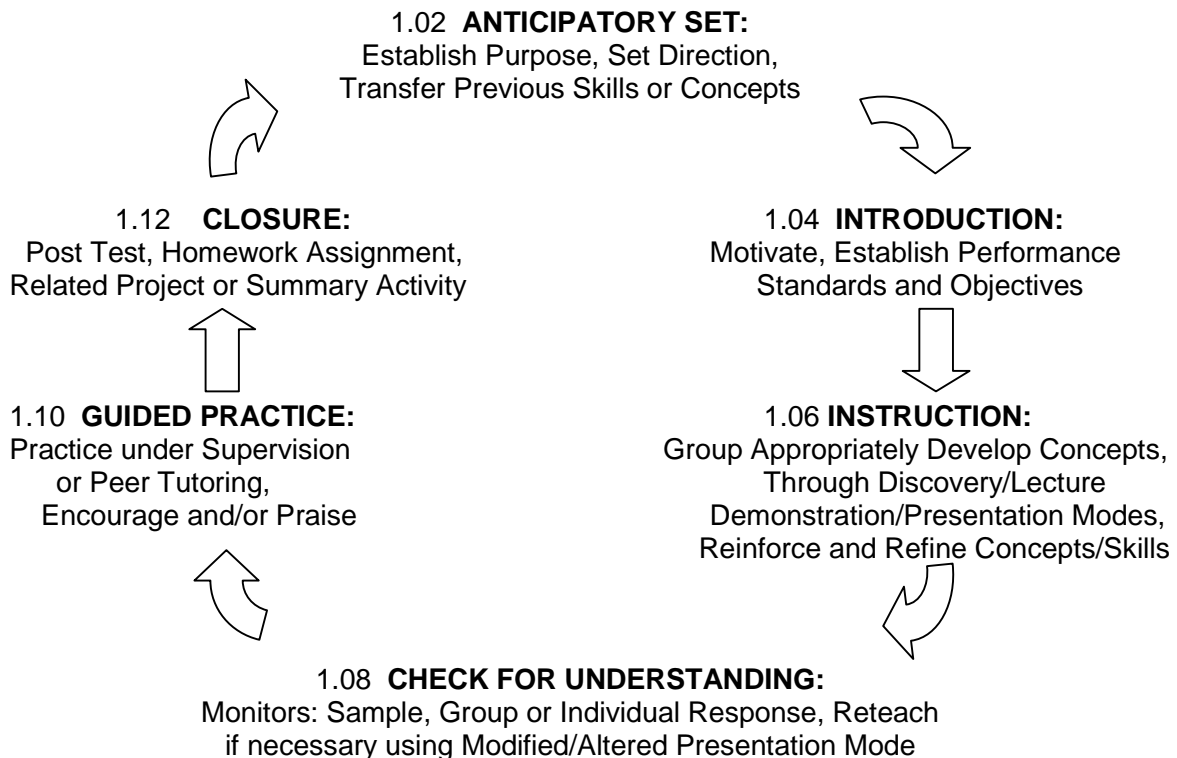 1.02 ANTICIPATORY SET:
Establish Purpose, Set Direction,
Transfer Previous Skills or Concepts
1.04 INTRODUCTION:
Motivate, Establish Performance
Standards and Objectives
1.06 INSTRUCTION:
Group Appropriately Develop Concepts,
Through Discovery/Lecture
Demonstration/Presentation Modes,
Reinforce and Refine Concepts/Skills
1.08 CHECK FOR UNDERSTANDING:
Monitors: Sample, Group or Individual Response, Reteach
if necessary using Modified/Altered Presentation Mode
1.10 GUIDED PRACTICE:
Practice under Supervision
or Peer Tutoring,
Encourage and/or Praise
1.12 CLOSURE:
Post Test, Homework Assignment,
Related Project or Summary Activity